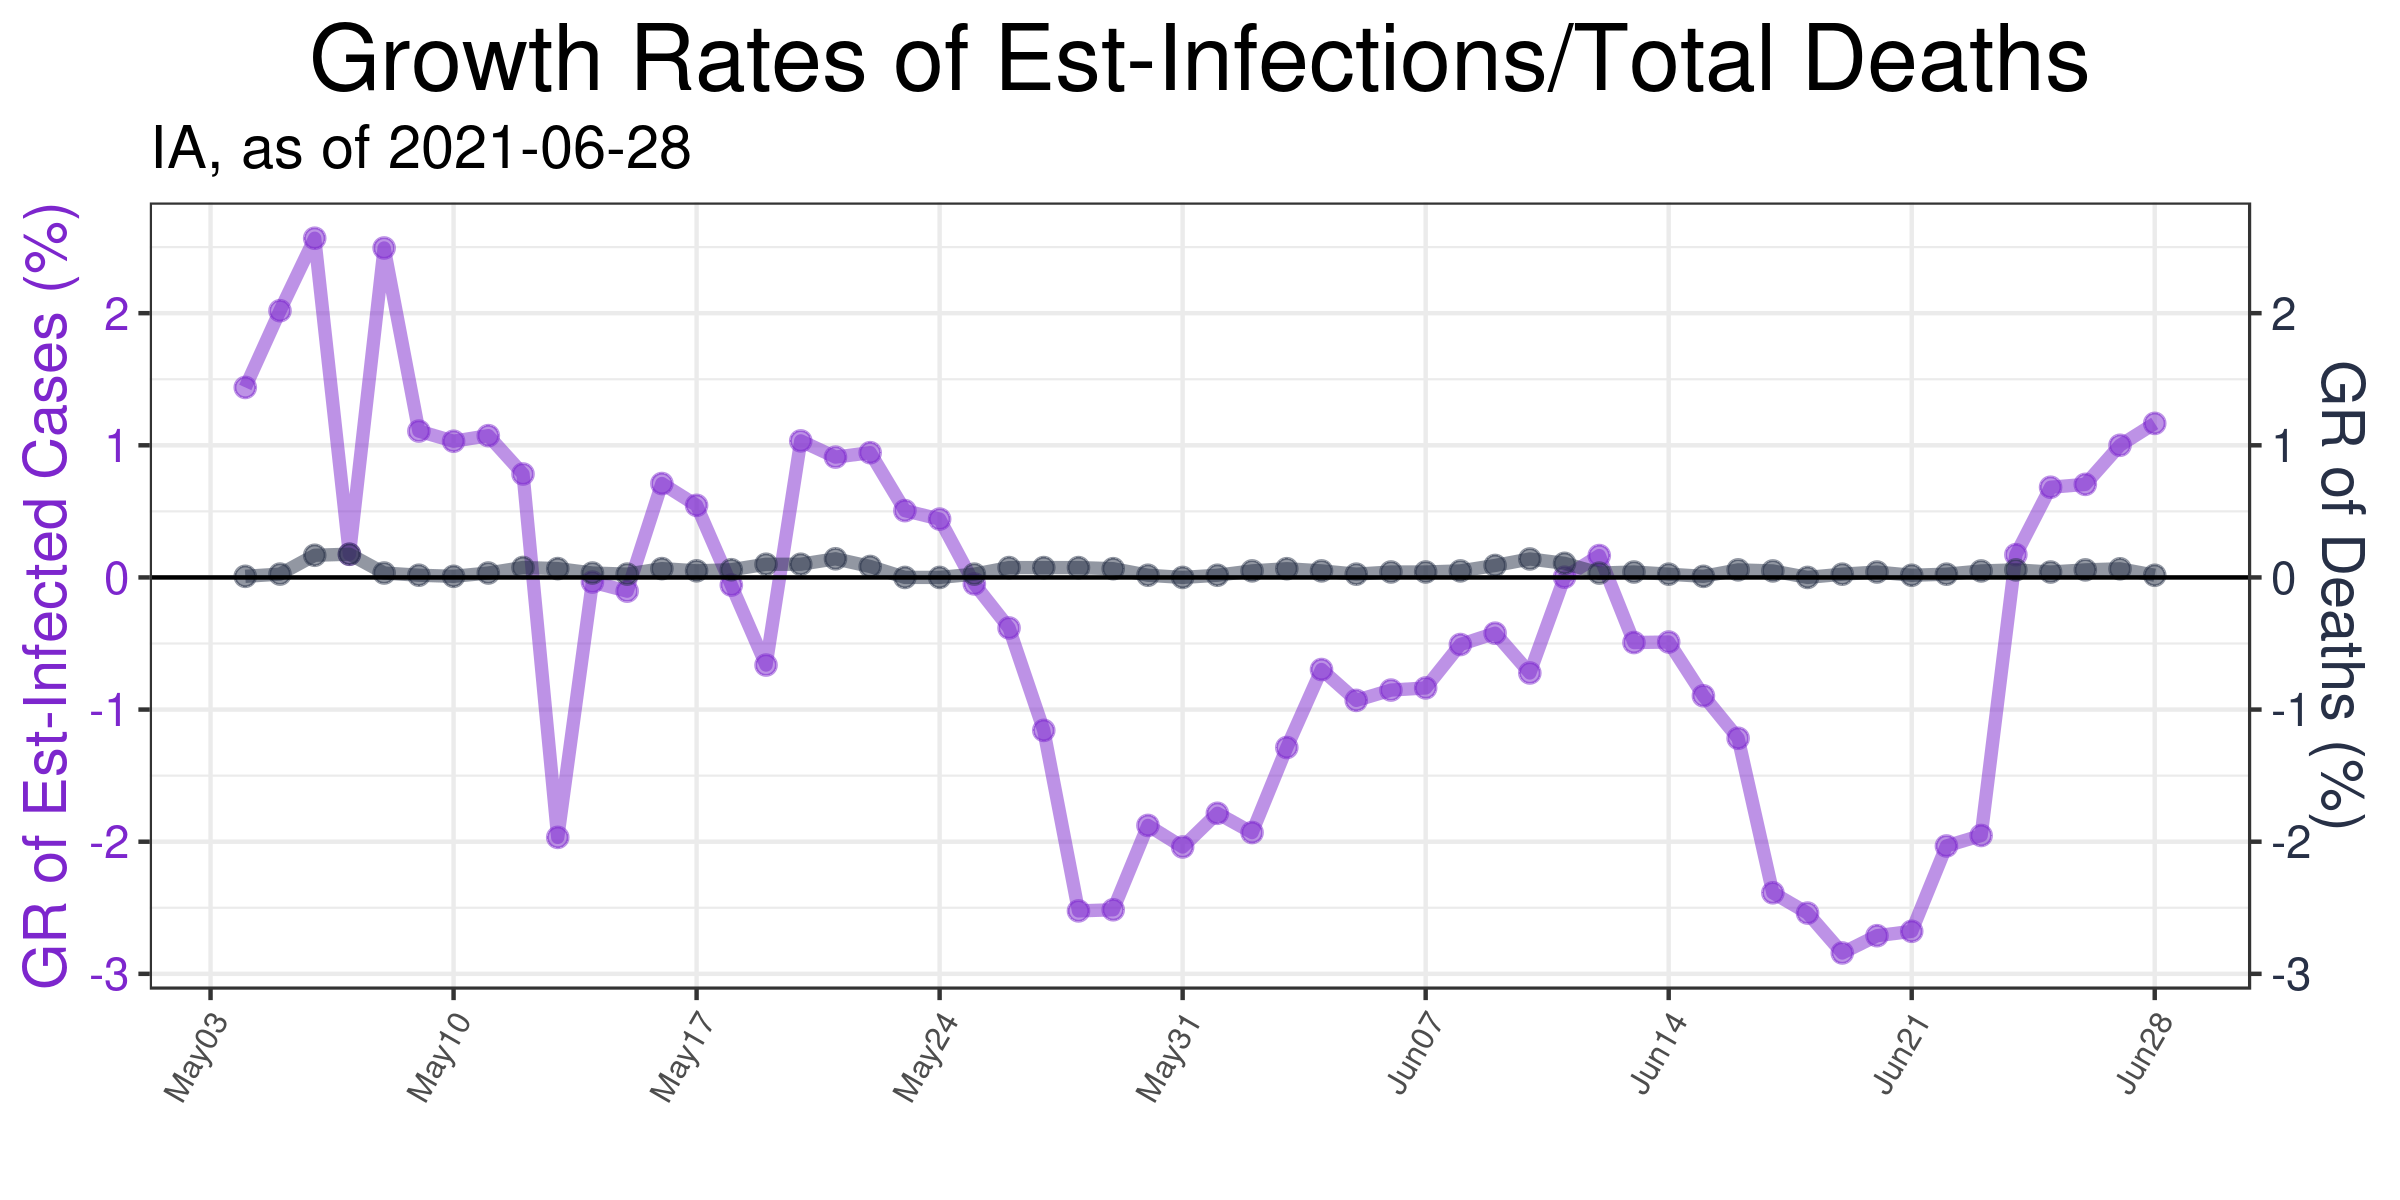 Growth Rates of Est-Infections/Total Deaths
IA, as of 2021-06-28
GR of Est-Infected Cases (%)
2
1
0
-1
-2
-3
2
1
0
-1
-2
-3
GR of Deaths (%)
May03
May10
May17
May24
May31
Jun07
Jun14
Jun21
Jun28